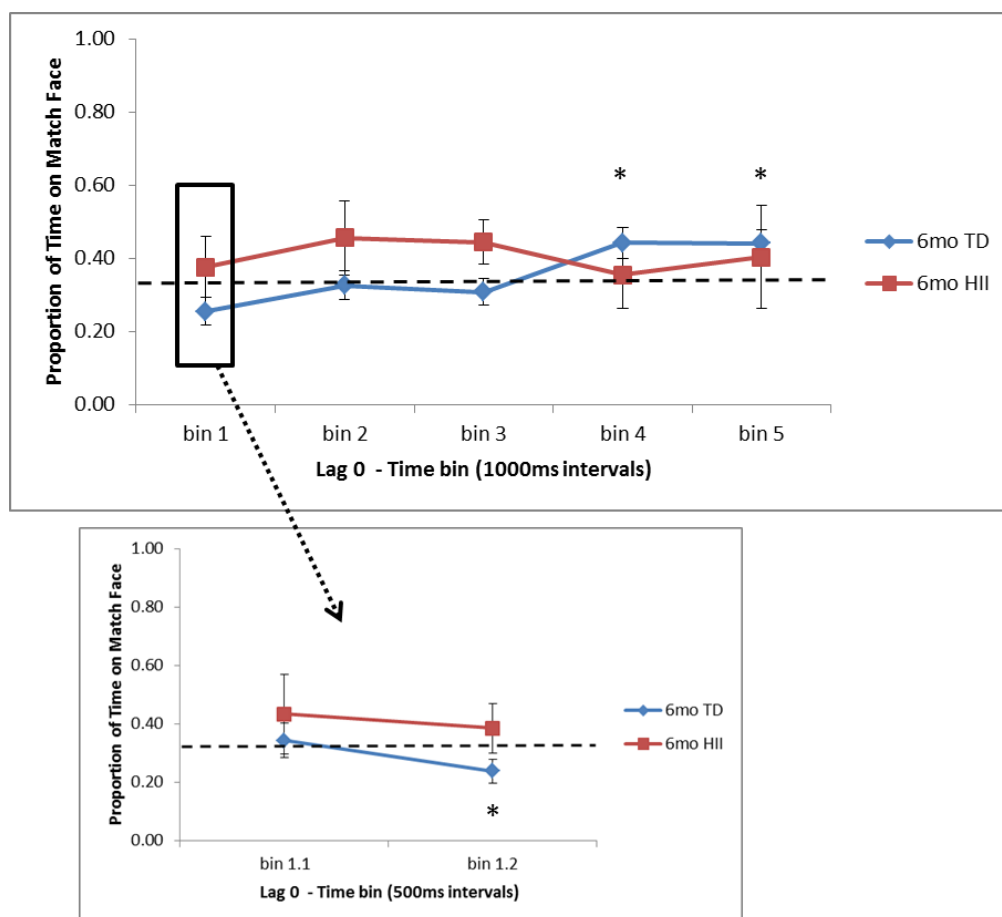 Proportion of Time on Match Face
1.00
0.80
0.60
0.40
0.20
0.00
* *
bin 1 bin 2 bin 3 bin 4 bin 5
Lag 0 - Time bin (1000ms intervals)
6mo TD
6mo HII
Proportion of Time on Match Face
1.00
0.80
0.60
0.40
0.20
0.00
*
bin 1.1 bin 1.2
Lag 0 - Time bin (500ms intervals)
6mo TD
6mo HII